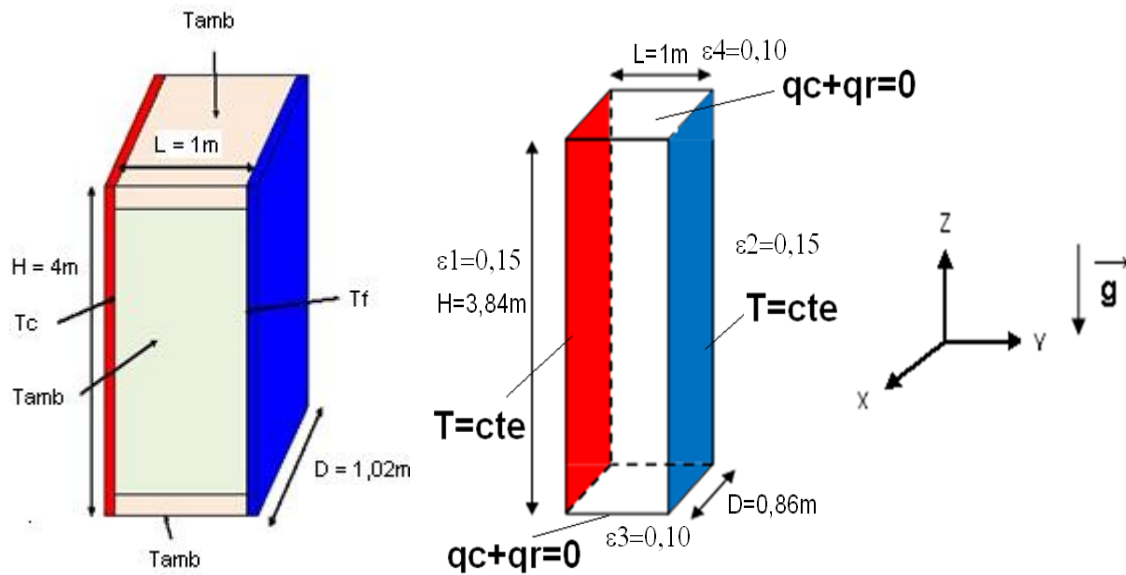 Tamb
L = 1m
H = 4m
Tc
Tf
Tamb
D = 1,02m
Tamb
L=1m
ε4=0,10
qc+qr=0
ε1=0,15
H=3,84m
ε2=0,15
T=cte
T=cte
D=0,86m
ε3=0,10
qc+qr=0
Z
Y
X
g